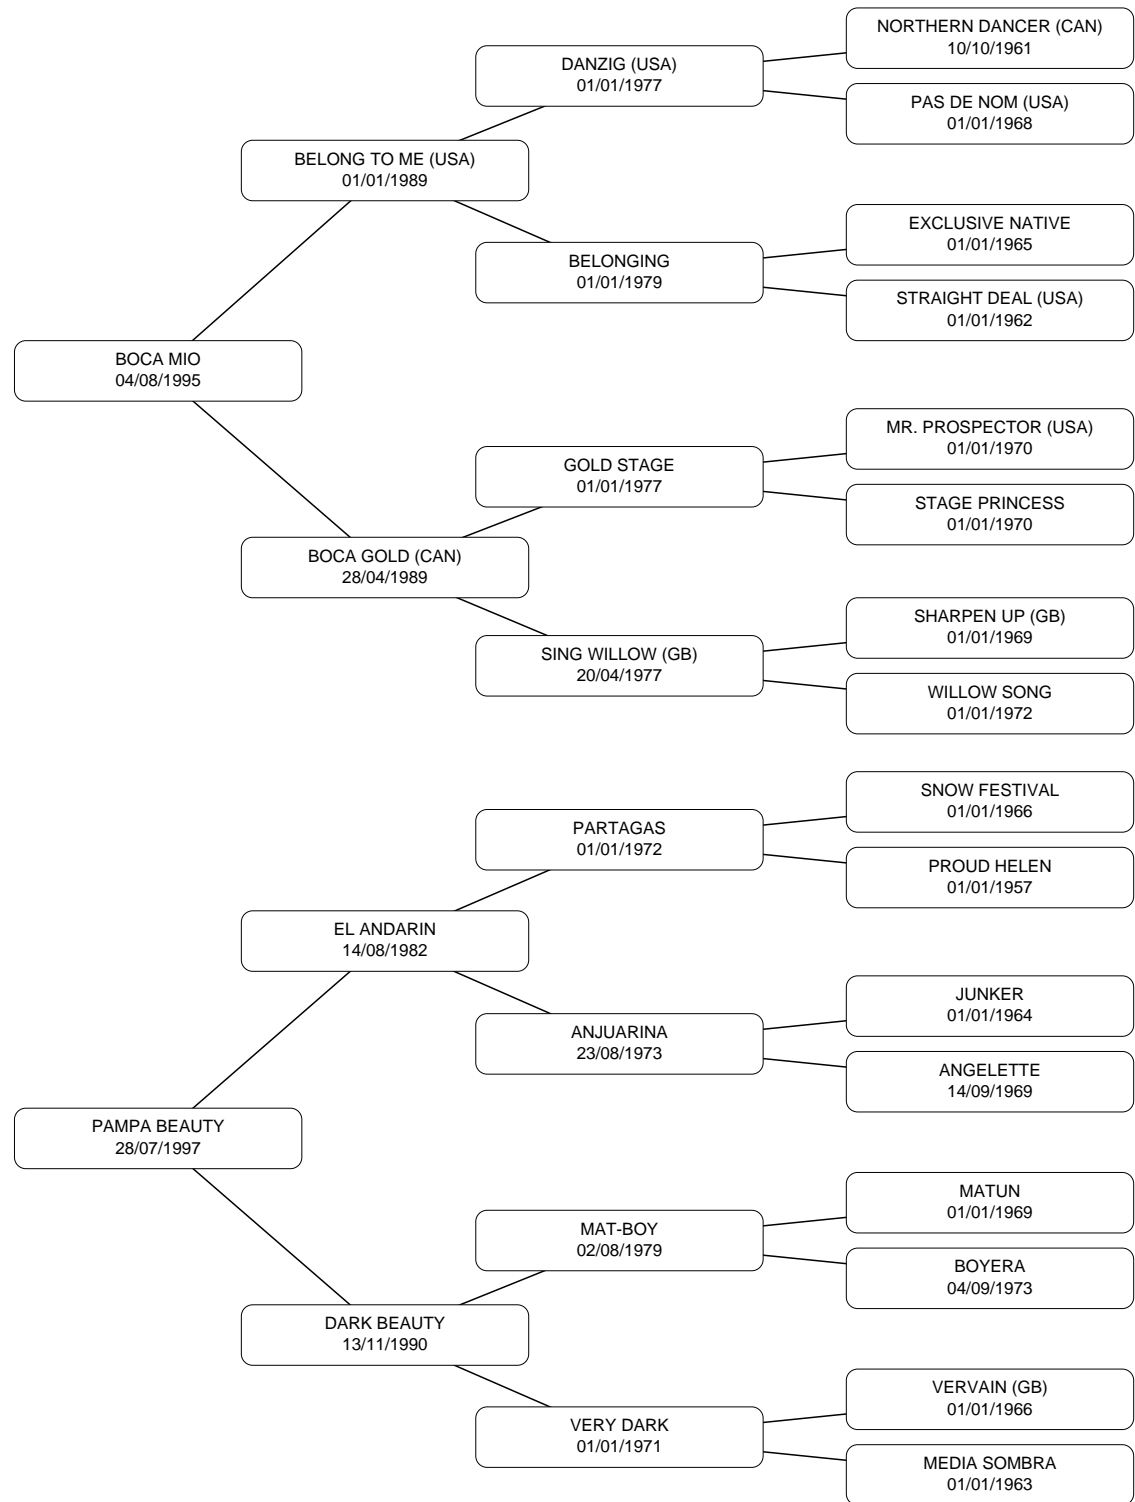 NORTHERN DANCER (CAN)
10/10/1961
DANZIG (USA)
01/01/1977
PAS DE NOM (USA)
01/01/1968
BELONG TO ME (USA)
01/01/1989
EXCLUSIVE NATIVE
01/01/1965
BELONGING
01/01/1979
STRAIGHT DEAL (USA)
01/01/1962
BOCA MIO
04/08/1995
MR. PROSPECTOR (USA)
01/01/1970
GOLD STAGE
01/01/1977
STAGE PRINCESS
01/01/1970
BOCA GOLD (CAN)
28/04/1989
SHARPEN UP (GB)
01/01/1969
SING WILLOW (GB)
20/04/1977
WILLOW SONG
01/01/1972
SNOW FESTIVAL
01/01/1966
PARTAGAS
01/01/1972
PROUD HELEN
01/01/1957
EL ANDARIN
14/08/1982
JUNKER
01/01/1964
ANJUARINA
23/08/1973
ANGELETTE
14/09/1969
PAMPA BEAUTY
28/07/1997
MATUN
01/01/1969
MAT-BOY
02/08/1979
BOYERA
04/09/1973
DARK BEAUTY
13/11/1990
VERVAIN (GB)
01/01/1966
VERY DARK
01/01/1971
MEDIA SOMBRA
01/01/1963